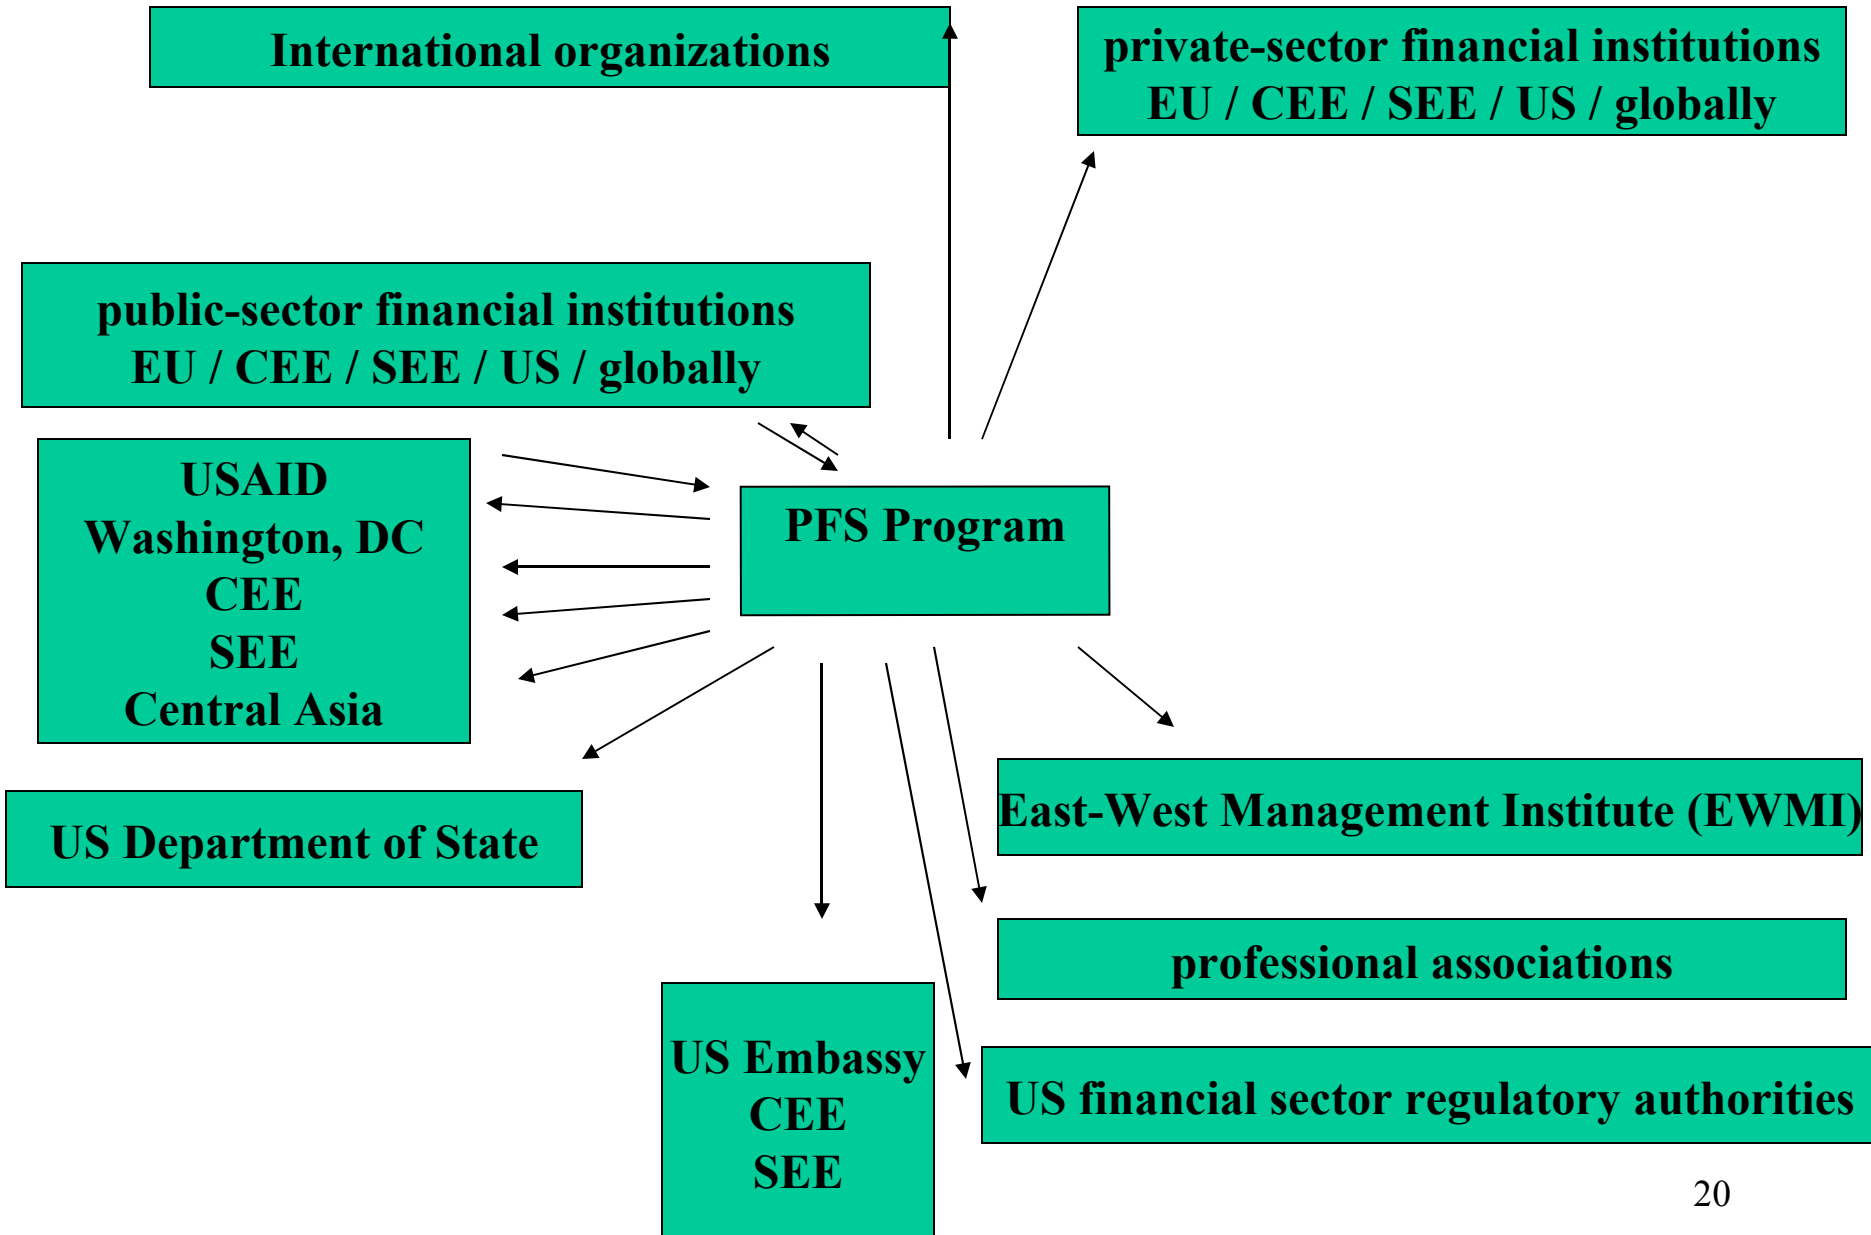 International organizations
private-sector financial institutions
EU / CEE / SEE / US / globally
public-sector financial institutions
EU / CEE / SEE / US / globally
USAID
Washington, DC
CEE
SEE
Central Asia
PFS Program
US Department of State
East-West Management Institute (EWMI)
professional associations
US Embassy
CEE
SEE
US financial sector regulatory authorities
20